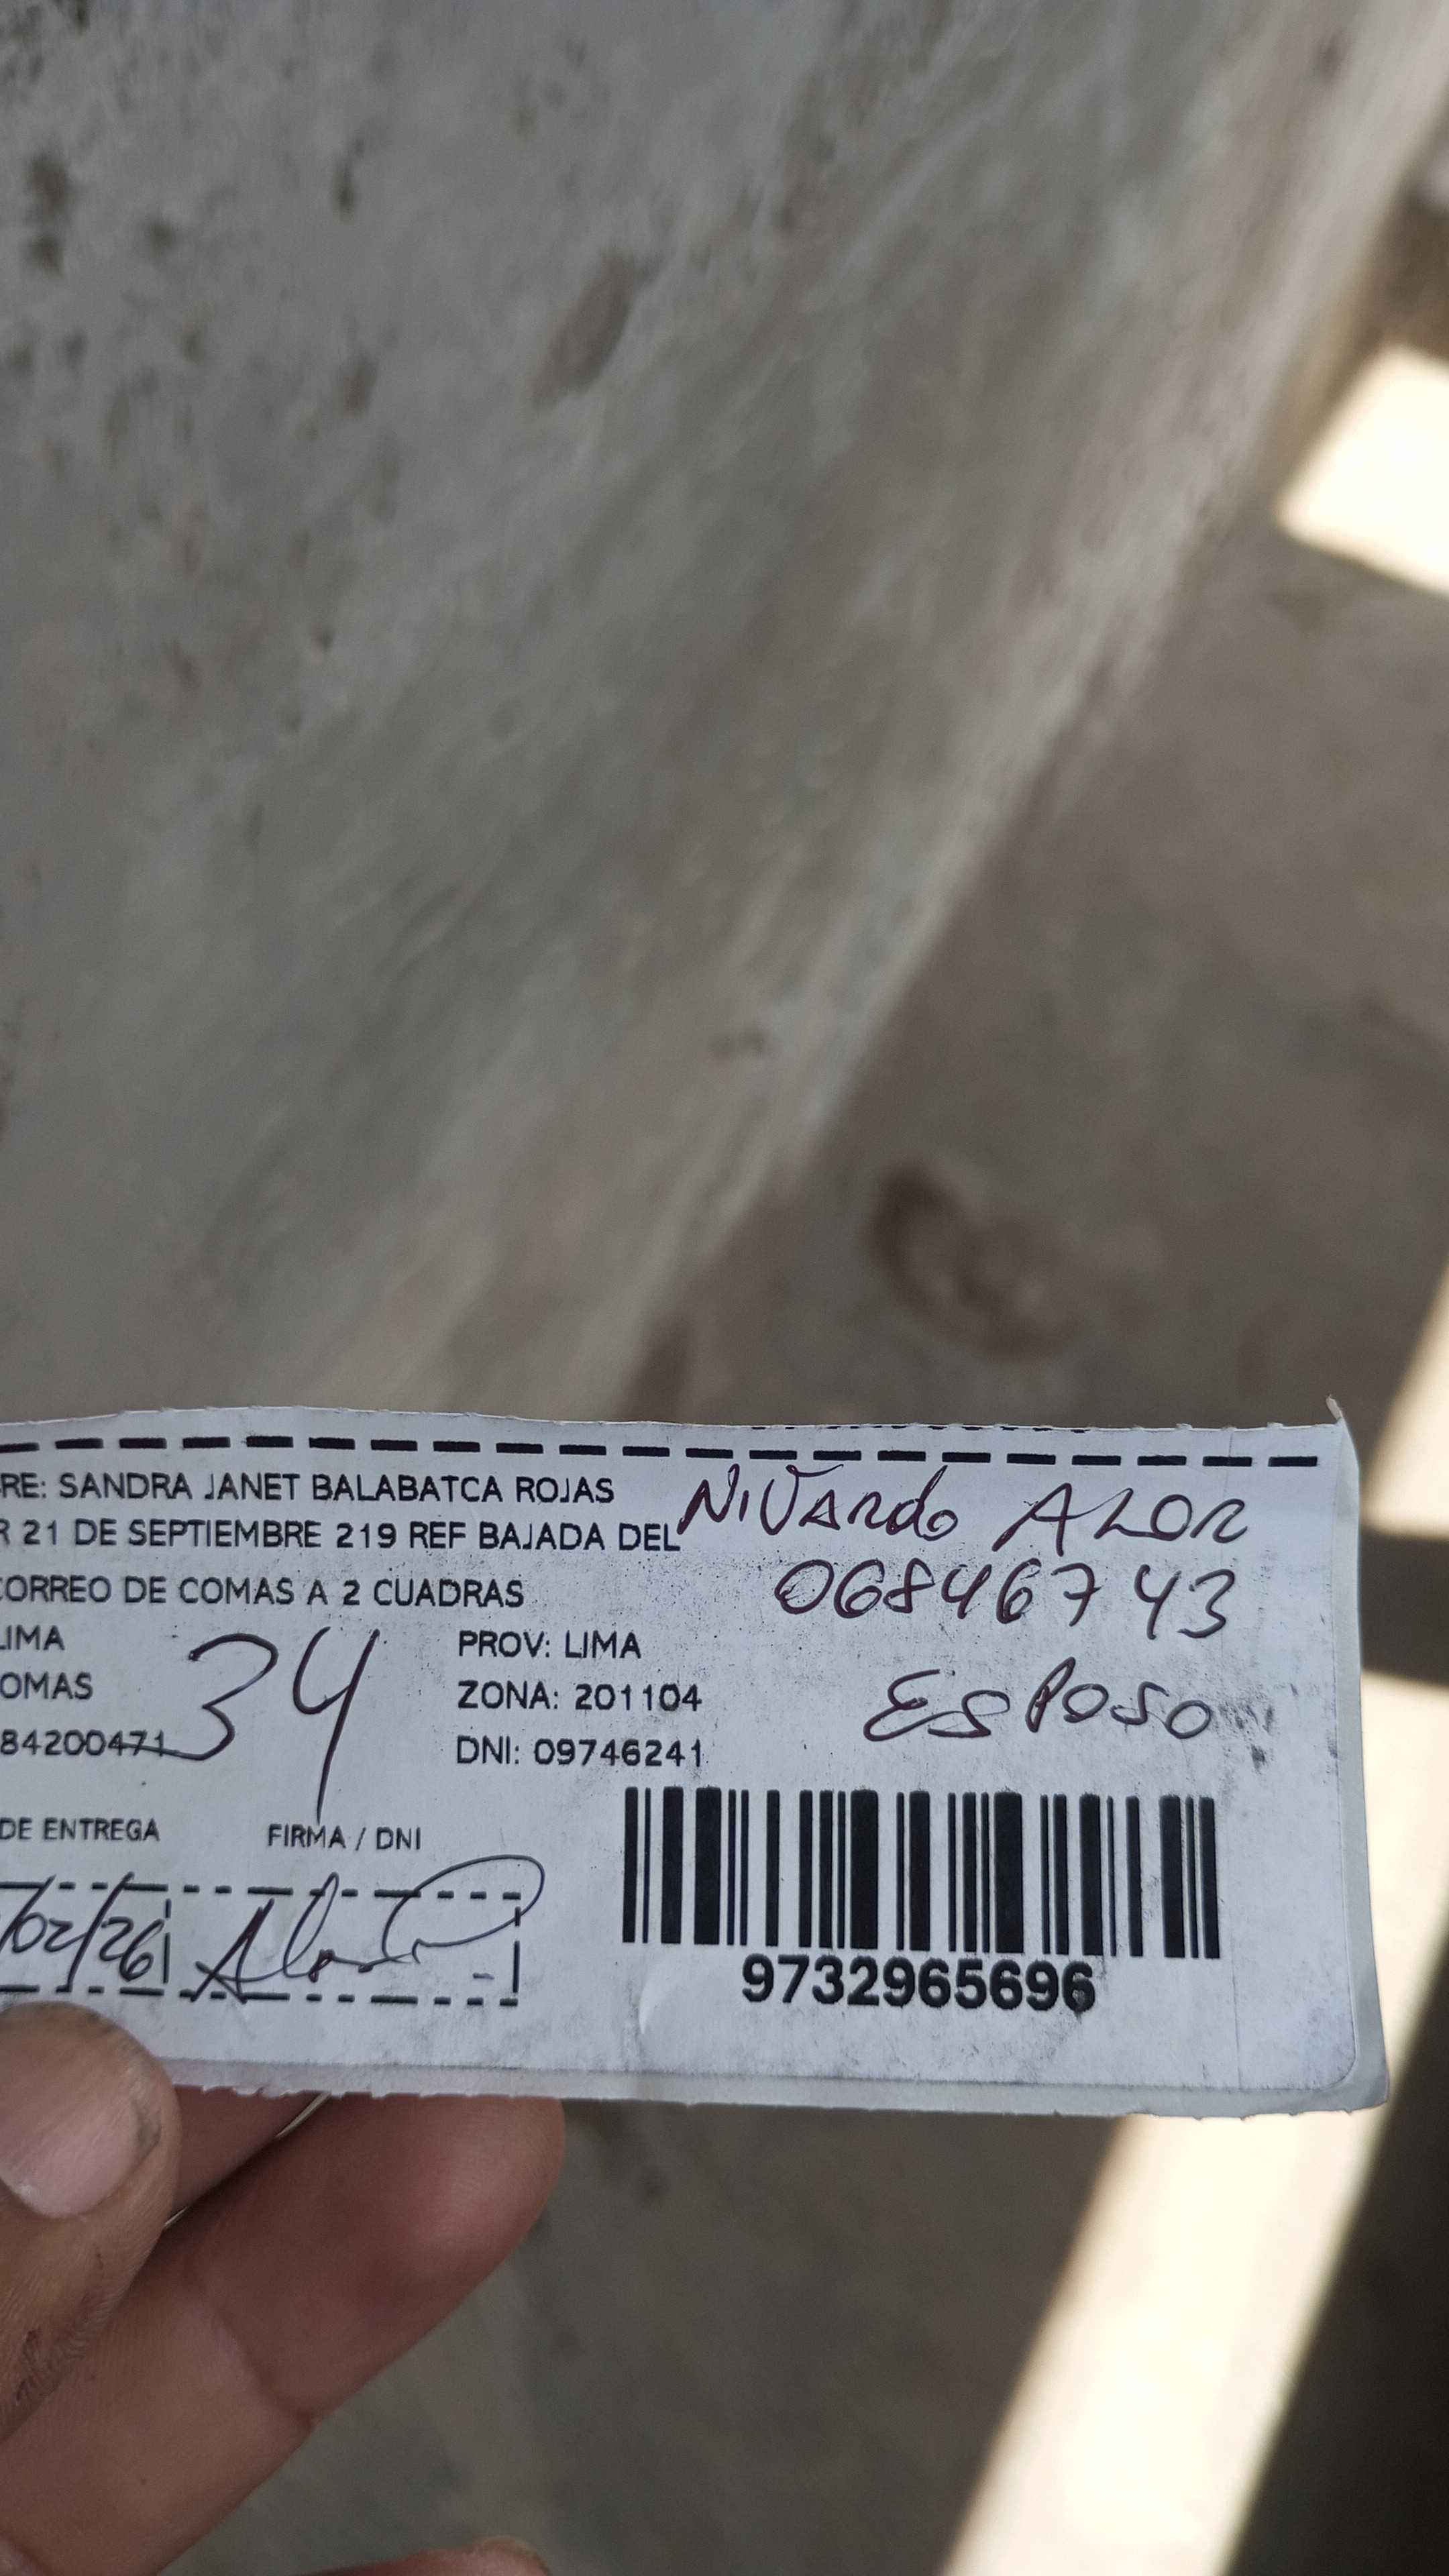 RE: SANDRA JANET BALABATCA ROJAS
R 21 DE SEPTIEMBRE 219 REF BAJADA DEL
CORREO DE COMAS A 2 CUADRAS
LIMA
PROV: LIMA
OMAS
ZONA: 201104
84200471
DNI: 09746241
34
NIVARdo ALOR
06846743
ESPOSO
DE ENTREGA
FIRMA / DNI
/02/26
9732965696